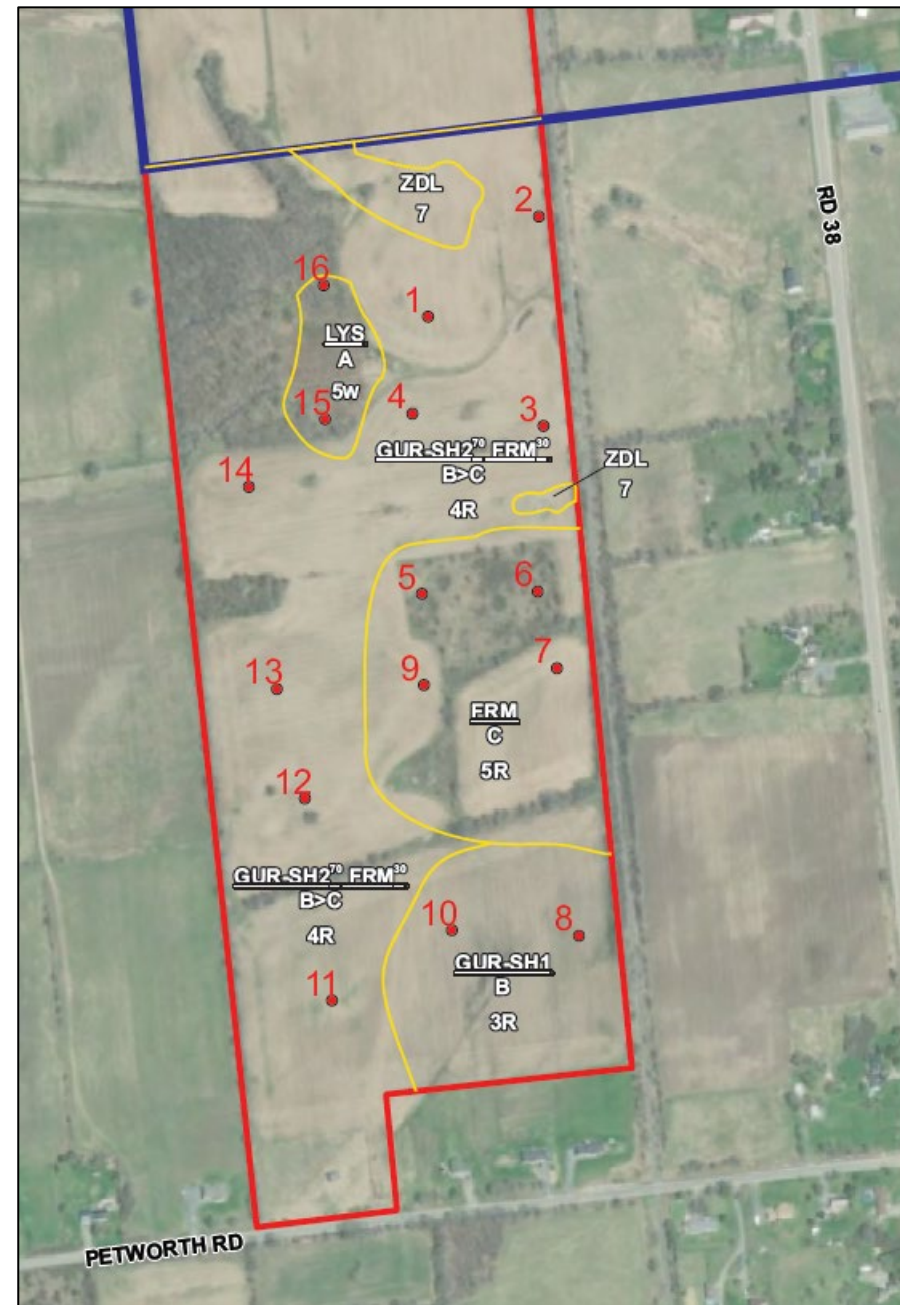 ZDL
7
2
RD 38
16
1
LYS
A
5W
15
4
3
GUR-SH2⁷⁰ FRM³⁰
B>C
4R
ZDL
7
14
5
6
7
13
9
FRM
C
5R
12
GUR-SH2⁷⁰ FRM³⁰
B>C
4R
10
8
GUR-SH1
B
3R
11
PETWORTH RD